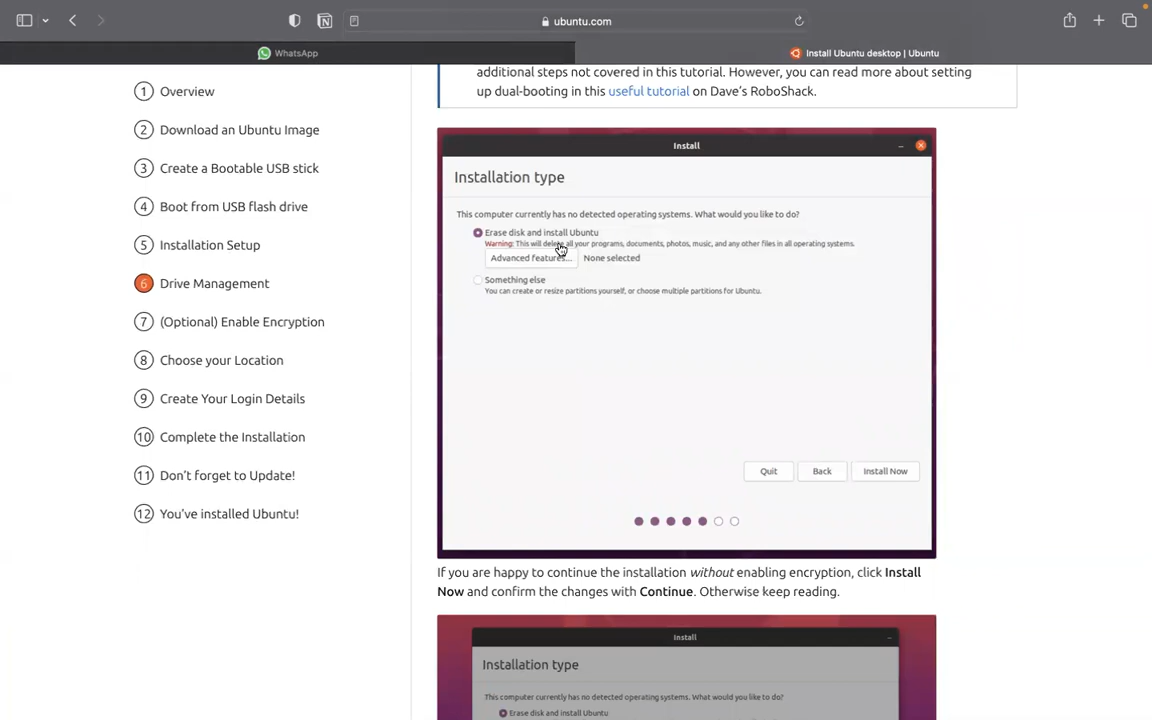 ubuntu.com
WhatsApp
Install Ubuntu desktop | Ubuntu
1 Overview
2 Download an Ubuntu Image
3 Create a Bootable USB stick
4 Boot from USB flash drive
5 Installation Setup
6 Drive Management
7 (Optional) Enable Encryption
8 Choose your Location
9 Create Your Login Details
10 Complete the Installation
11 Don’t forget to Update!
12 You’ve installed Ubuntu!
additional steps not covered in this tutorial. However, you can read more about setting
up dual-booting in this useful tutorial on Dave’s RoboShack.
Install
Installation type
This computer currently has no detected operating systems. What would you like to do?
Erase disk and install Ubuntu
Warning: This will delete all your programs, documents, photos, music, and any other files in all operating systems.
Advanced features... None selected
Something else
You can create or resize partitions yourself, or choose multiple partitions for Ubuntu.
Quit Back Install Now
If you are happy to continue the installation without enabling encryption, click Install
Now and confirm the changes with Continue. Otherwise keep reading.
Install
Installation type
This computer currently has no detected operating systems. What would you like to do?
Erase disk and install Ubuntu